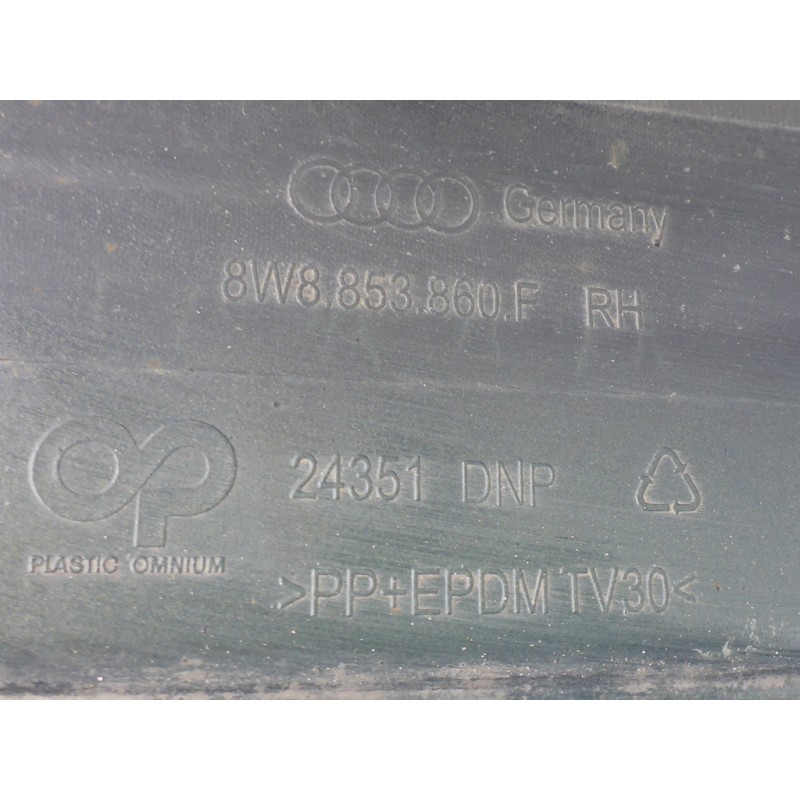 Germany
8W8.853.860.F RH
24351 DNP
PLASTIC OMNIUM
>PP+EPDM TV30<